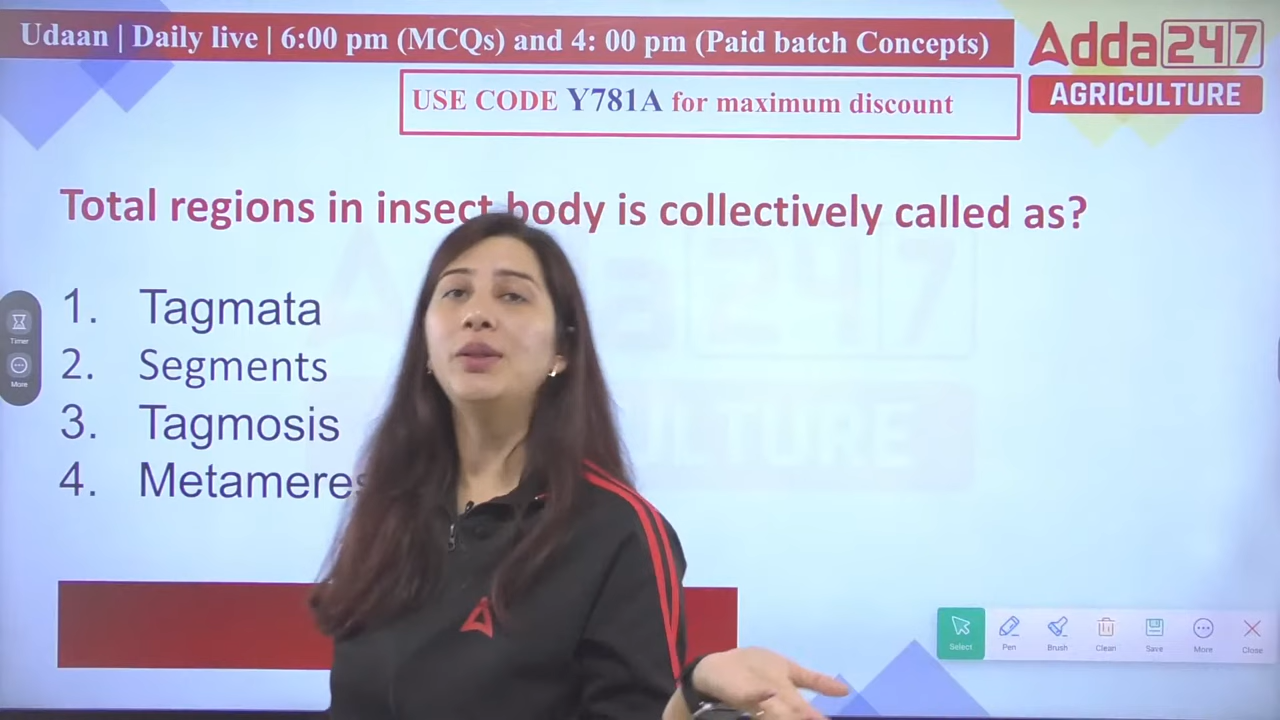 Udaan | Daily live | 6:00 pm (MCQs) and 4: 00 pm (Paid batch Concepts)
Adda247
AGRICULTURE
USE CODE Y781A for maximum discount
Total regions in insect body is collectively called as?
1. Tagmata
2. Segments
3. Tagmosis
4. Metameres
Timer
More
Select
Pen
Brush
Clean
Save
More
Close